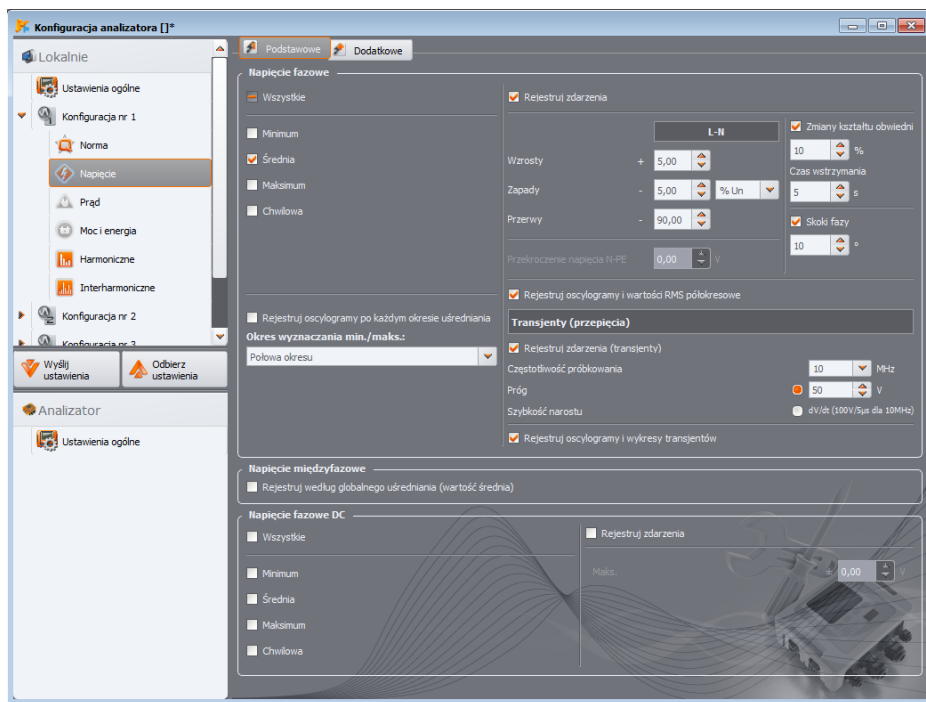 Konfiguracja analizatora []*
Lokalnie
Ustawienia ogólne
Konfiguracja nr 1
Norma
Napięcie
Prąd
Moc i energia
Harmoniczne
Interharmoniczne
Konfiguracja nr 2
Konfiguracja nr 3
Wyślij ustawienia
Odbierz ustawienia
Analizator
Ustawienia ogólne
Podstawowe
Dodatkowe
Napięcie fazowe
Wszystkie
Minimum
Średnia
Maksimum
Chwilowa
Rejestruj oscylogramy po każdym okresie uśredniania
Okres wyznaczania min./maks.:
Połowa okresu
Rejestruj zdarzenia
L-N
Wzrosty + 5,00
Zapady - 5,00 % Un
Przerwy - 90,00
Przekroczenie napięcia N-PE 0,00 V
Zmiany kształtu obwiedni
10 %
Czas wstrzymania
5 s
Skoki fazy
10 °
Rejestruj oscylogramy i wartości RMS półokresowe
Transjenty (przepięcia)
Rejestruj zdarzenia (transjenty)
Częstotliwość próbkowania 10 MHz
Próg 50 V
Szybkość narostu dV/dt (100V/5µs dla 10MHz)
Rejestruj oscylogramy i wykresy transjentów
Napięcie międzyfazowe
Rejestruj według globalnego uśredniania (wartość średnia)
Napięcie fazowe DC
Wszystkie
Minimum
Średnia
Maksimum
Chwilowa
Rejestruj zdarzenia
Maks. ± 0,00 V